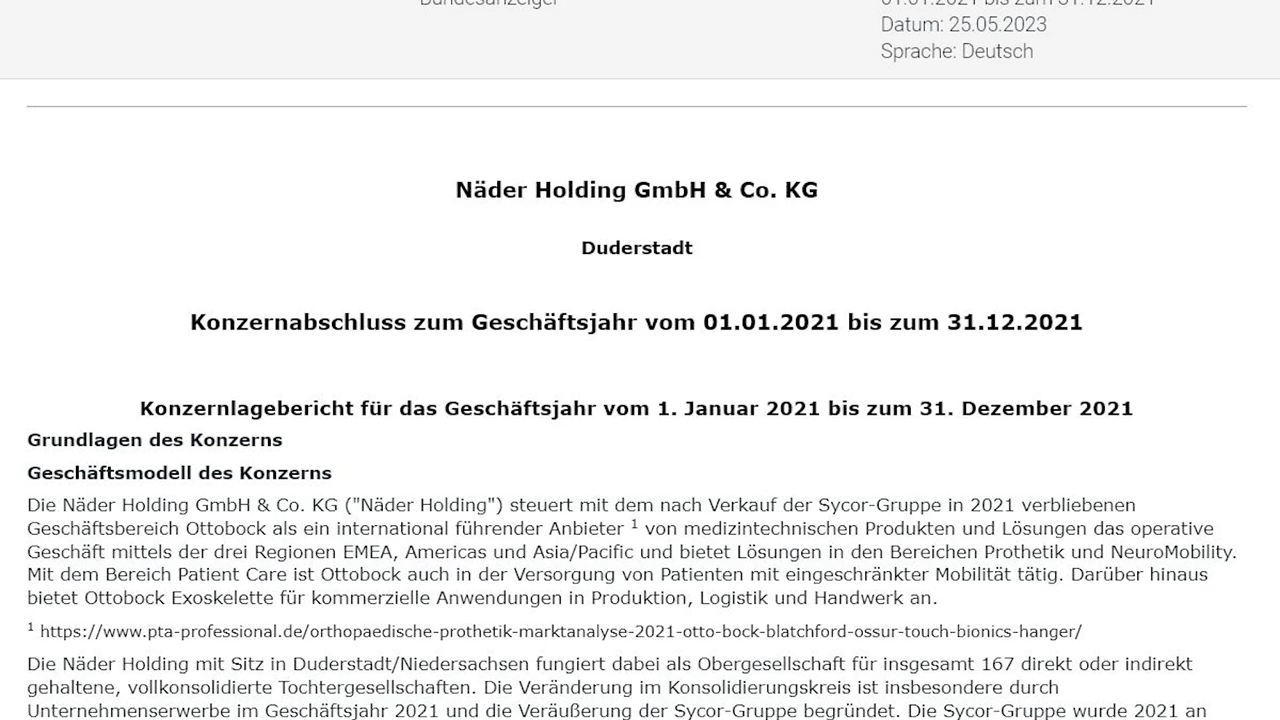 Bundesanzeiger
01.01.2021 bis zum 31.12.2021
Datum: 25.05.2023
Sprache: Deutsch
Näder Holding GmbH & Co. KG
Duderstadt
Konzernabschluss zum Geschäftsjahr vom 01.01.2021 bis zum 31.12.2021
Konzernlagebericht für das Geschäftsjahr vom 1. Januar 2021 bis zum 31. Dezember 2021
Grundlagen des Konzerns
Geschäftsmodell des Konzerns
Die Näder Holding GmbH & Co. KG ("Näder Holding") steuert mit dem nach Verkauf der Sycor-Gruppe in 2021 verbliebenen
Geschäftsbereich Ottobock als ein international führender Anbieter ¹ von medizintechnischen Produkten und Lösungen das operative
Geschäft mittels der drei Regionen EMEA, Americas und Asia/Pacific und bietet Lösungen in den Bereichen Prothetik und NeuroMobility.
Mit dem Bereich Patient Care ist Ottobock auch in der Versorgung von Patienten mit eingeschränkter Mobilität tätig. Darüber hinaus
bietet Ottobock Exoskelette für kommerzielle Anwendungen in Produktion, Logistik und Handwerk an.
¹ https://www.pta-professional.de/orthopaedische-prothetik-marktanalyse-2021-otto-bock-blatchford-ossur-touch-bionics-hanger/
Die Näder Holding mit Sitz in Duderstadt/Niedersachsen fungiert dabei als Obergesellschaft für insgesamt 167 direkt oder indirekt
gehaltene, vollkonsolidierte Tochtergesellschaften. Die Veränderung im Konsolidierungskreis ist insbesondere durch
Unternehmenserwerbe im Geschäftsjahr 2021 und die Veräußerung der Sycor-Gruppe begründet. Die Sycor-Gruppe wurde 2021 an